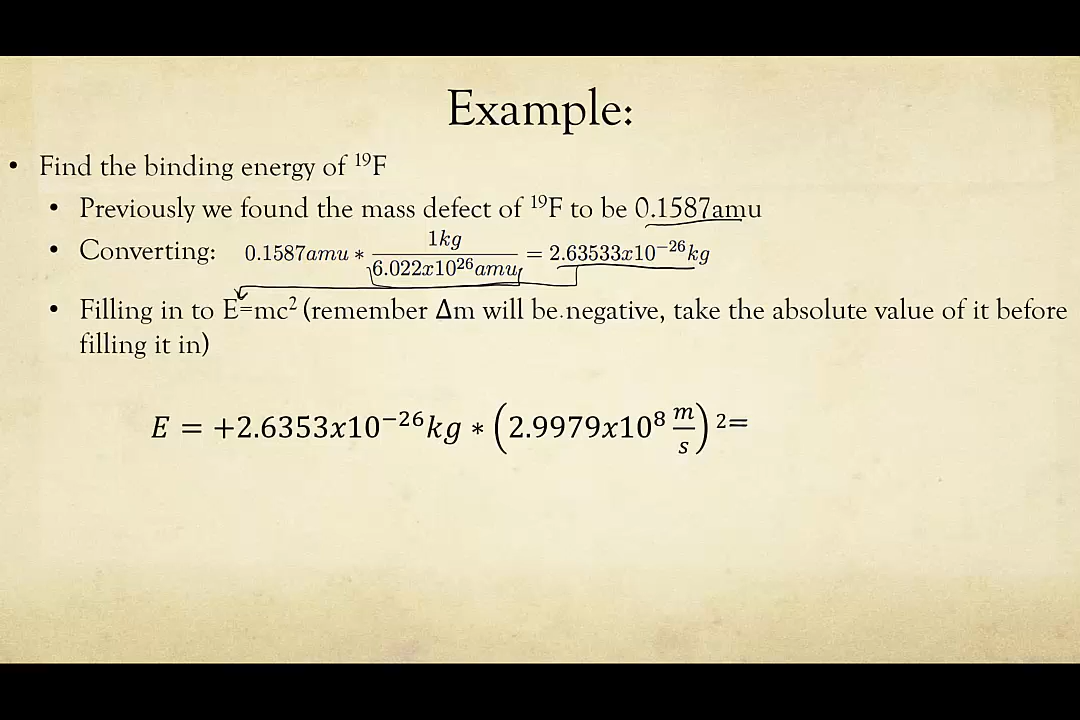 Example:
• Find the binding energy of ¹⁹F
• Previously we found the mass defect of ¹⁹F to be 0.1587amu
• Converting: 0.1587amu * 1kg / 6.022x10²⁶amu = 2.63533x10⁻²⁶kg
• Filling in to E=mc² (remember Δm will be negative, take the absolute value of it before
filling it in)
E = +2.6353x10⁻²⁶kg * (2.9979x10⁸ m/s) ²=